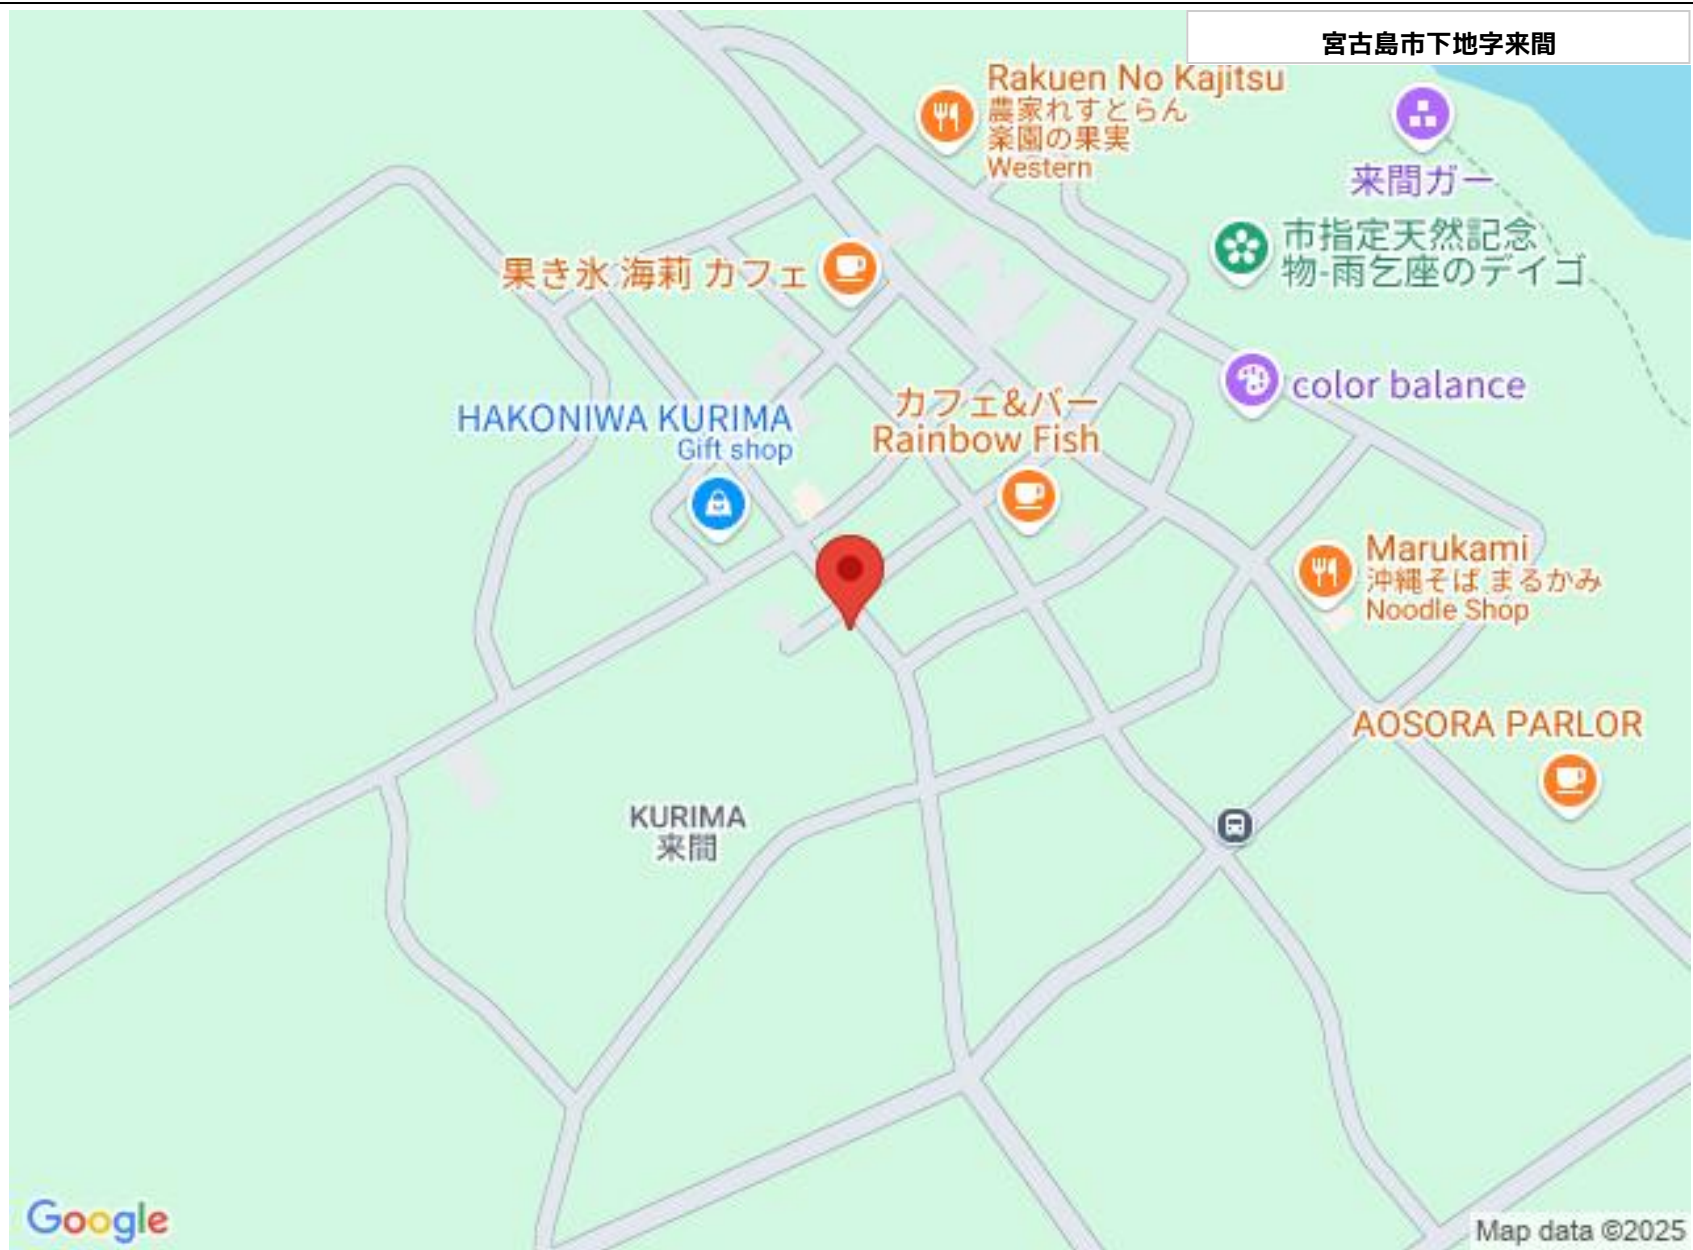 宮古島市下地字来間
Rakuen No Kajitsu
農家れすとらん
楽園の果実
Western
来間ガー
市指定天然記念
物-雨乞座のデイゴ
果き氷 海莉 カフェ
color balance
カフェ&バー
Rainbow Fish
HAKONIWA KURIMA
Gift shop
Marukami
沖縄そば まるかみ
Noodle Shop
AOSORA PARLOR
KURIMA
来間
Google
Map data ©2025